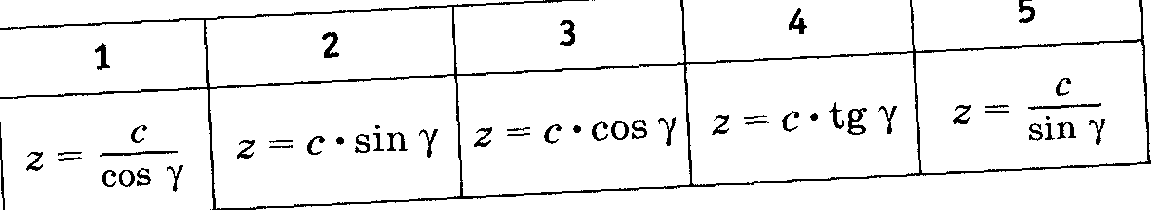 1 2 3 4 5
z = c/cos γ z = c · sin γ z = c · cos γ z = c · tg γ z = c/sin γ